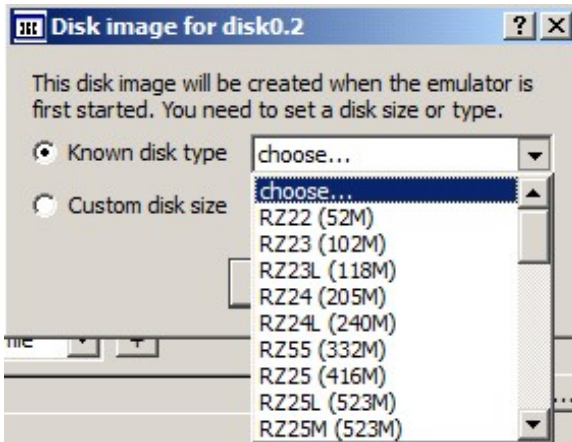 Disk image for disk0.2
This disk image will be created when the emulator is
first started. You need to set a disk size or type.
Known disk type
choose...
Custom disk size
choose...
RZ22 (52M)
RZ23 (102M)
RZ23L (118M)
RZ24 (205M)
RZ24L (240M)
RZ55 (332M)
RZ25 (416M)
RZ25L (523M)
RZ25M (523M)